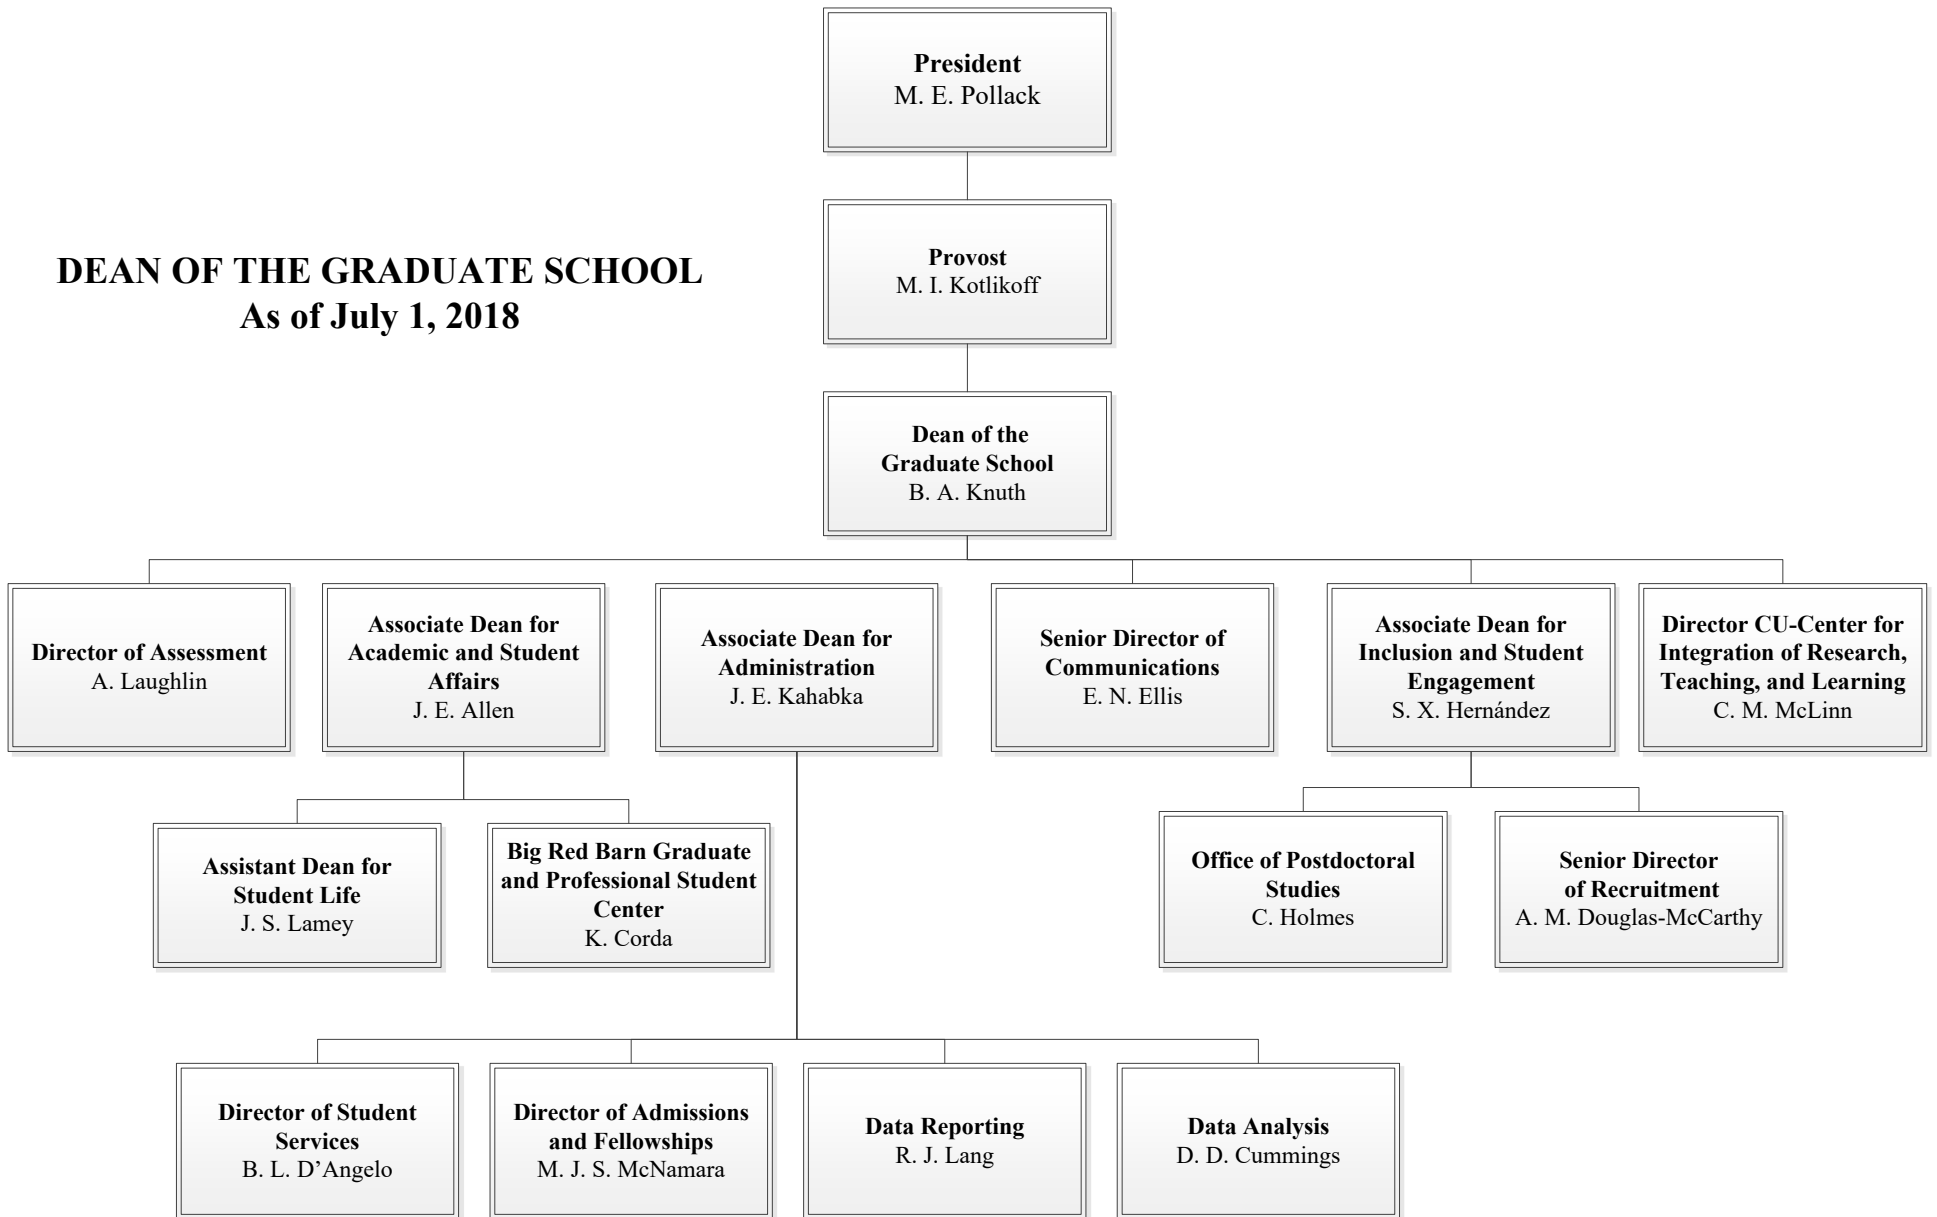 President
M. E. Pollack
DEAN OF THE GRADUATE SCHOOL
As of July 1, 2018
Provost
M. I. Kotlikoff
Dean of the
Graduate School
B. A. Knuth
Director of Assessment
A. Laughlin
Associate Dean for
Academic and Student
Affairs
J. E. Allen
Associate Dean for
Administration
J. E. Kahabka
Senior Director of
Communications
E. N. Ellis
Associate Dean for
Inclusion and Student
Engagement
S. X. Hernández
Director CU-Center for
Integration of Research,
Teaching, and Learning
C. M. McLinn
Assistant Dean for
Student Life
J. S. Lamey
Big Red Barn Graduate
and Professional Student
Center
K. Corda
Office of Postdoctoral
Studies
C. Holmes
Senior Director
of Recruitment
A. M. Douglas-McCarthy
Director of Student
Services
B. L. D’Angelo
Director of Admissions
and Fellowships
M. J. S. McNamara
Data Reporting
R. J. Lang
Data Analysis
D. D. Cummings